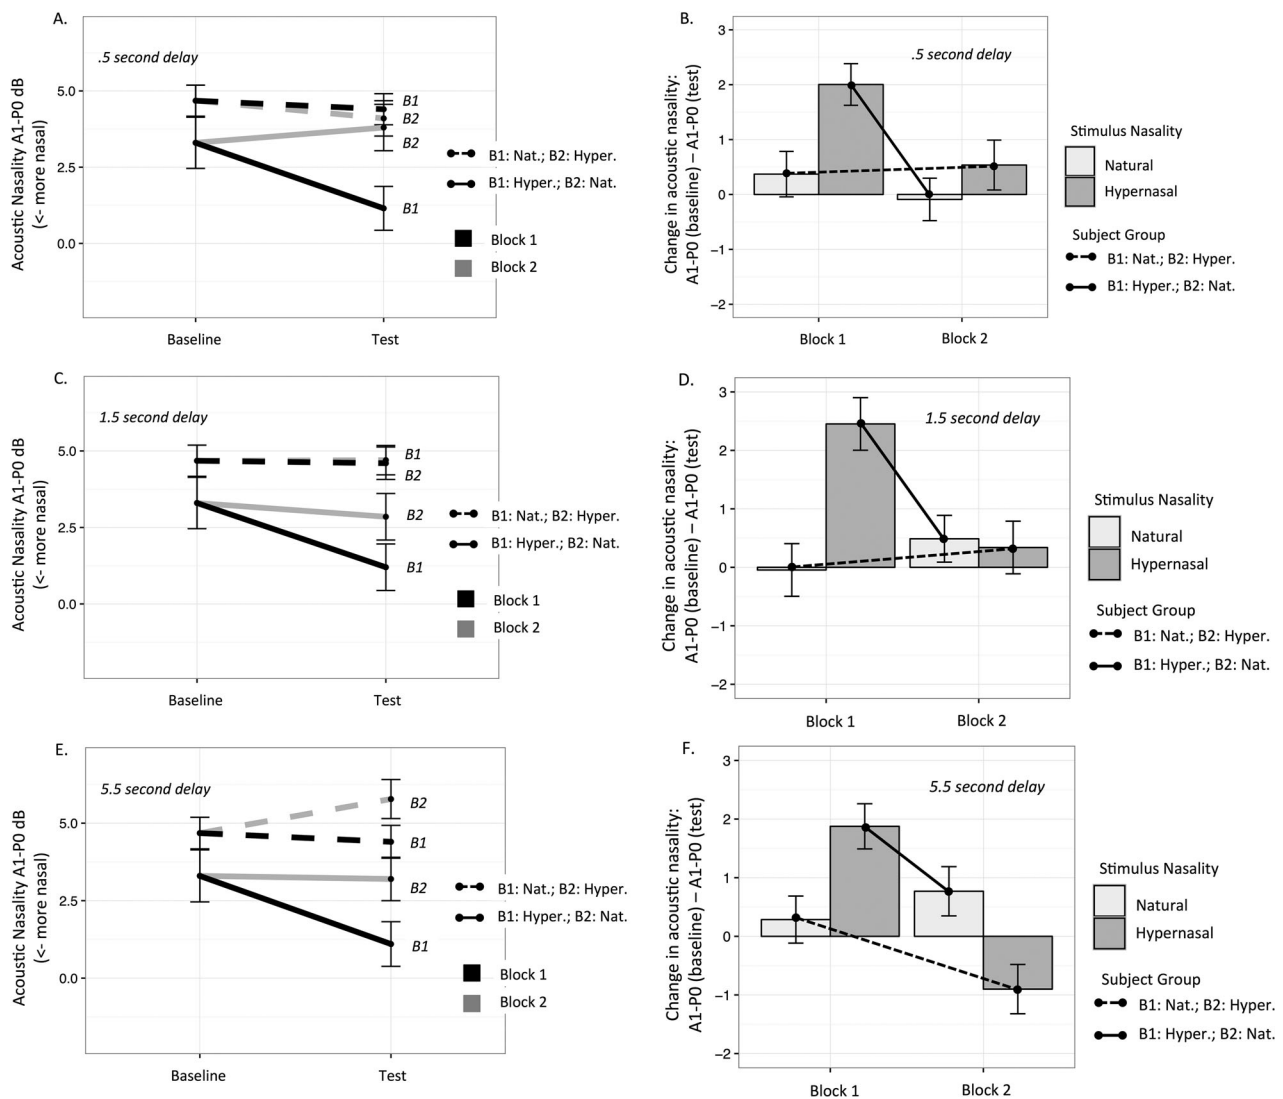 A.
.5 second delay
Acoustic Nasality A1-P0 dB
(<- more nasal)
5.0
2.5
0.0
B1
B2
B2
B1
Baseline
Test
B1: Nat.; B2: Hyper.
B1: Hyper.; B2: Nat.
Block 1
Block 2
B.
.5 second delay
Change in acoustic nasality:
A1-P0 (baseline) – A1-P0 (test)
3
2
1
0
−1
−2
Block 1
Block 2
Stimulus Nasality
Natural
Hypernasal
Subject Group
B1: Nat.; B2: Hyper.
B1: Hyper.; B2: Nat.
C.
1.5 second delay
Acoustic Nasality A1-P0 dB
(<- more nasal)
5.0
2.5
0.0
B1
B2
B2
B1
Baseline
Test
B1: Nat.; B2: Hyper.
B1: Hyper.; B2: Nat.
Block 1
Block 2
D.
1.5 second delay
Change in acoustic nasality:
A1-P0 (baseline) – A1-P0 (test)
3
2
1
0
−1
−2
Block 1
Block 2
Stimulus Nasality
Natural
Hypernasal
Subject Group
B1: Nat.; B2: Hyper.
B1: Hyper.; B2: Nat.
E.
5.5 second delay
Acoustic Nasality A1-P0 dB
(<- more nasal)
5.0
2.5
0.0
B2
B1
B2
B1
Baseline
Test
B1: Nat.; B2: Hyper.
B1: Hyper.; B2: Nat.
Block 1
Block 2
F.
5.5 second delay
Change in acoustic nasality:
A1-P0 (baseline) – A1-P0 (test)
3
2
1
0
−1
−2
Block 1
Block 2
Stimulus Nasality
Natural
Hypernasal
Subject Group
B1: Nat.; B2: Hyper.
B1: Hyper.; B2: Nat.